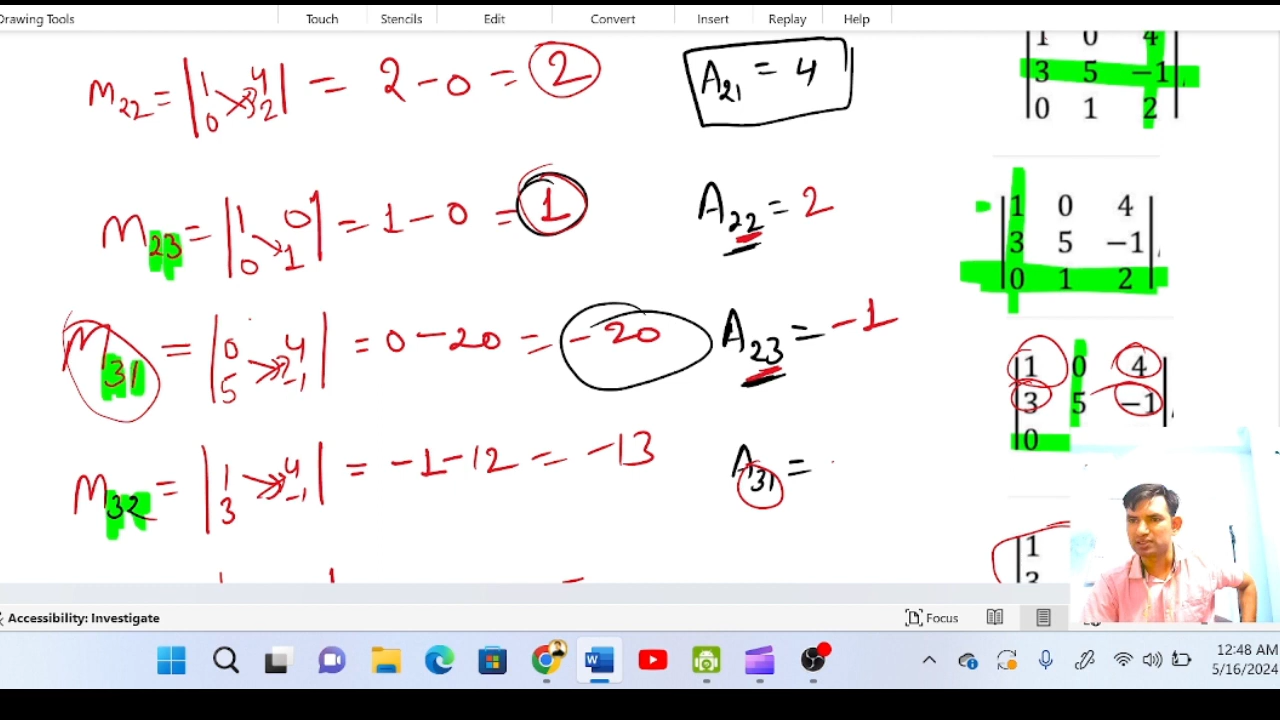 Drawing Tools Touch Stencils Edit Convert Insert Replay Help
M22 = |1 4| = 2 - 0 = 2
|0 2|
A21 = 4
|1 0 4|
|3 5 −1|,
|0 1 2|
M23 = |1 0| = 1 - 0 = 1
|0 1|
A22 = 2
|1 0 4|
|3 5 −1|,
|0 1 2|
M31 = |0 4| = 0 - 20 = -20
|5 -1|
A23 = -1
|1 0 4|
|3 5 −1|
|0
M32 = |1 4| = -1 - 12 = -13
|3 -1|
A31 =
|1
|3
=
Accessibility: Investigate Focus
12:48 AM
5/16/2024